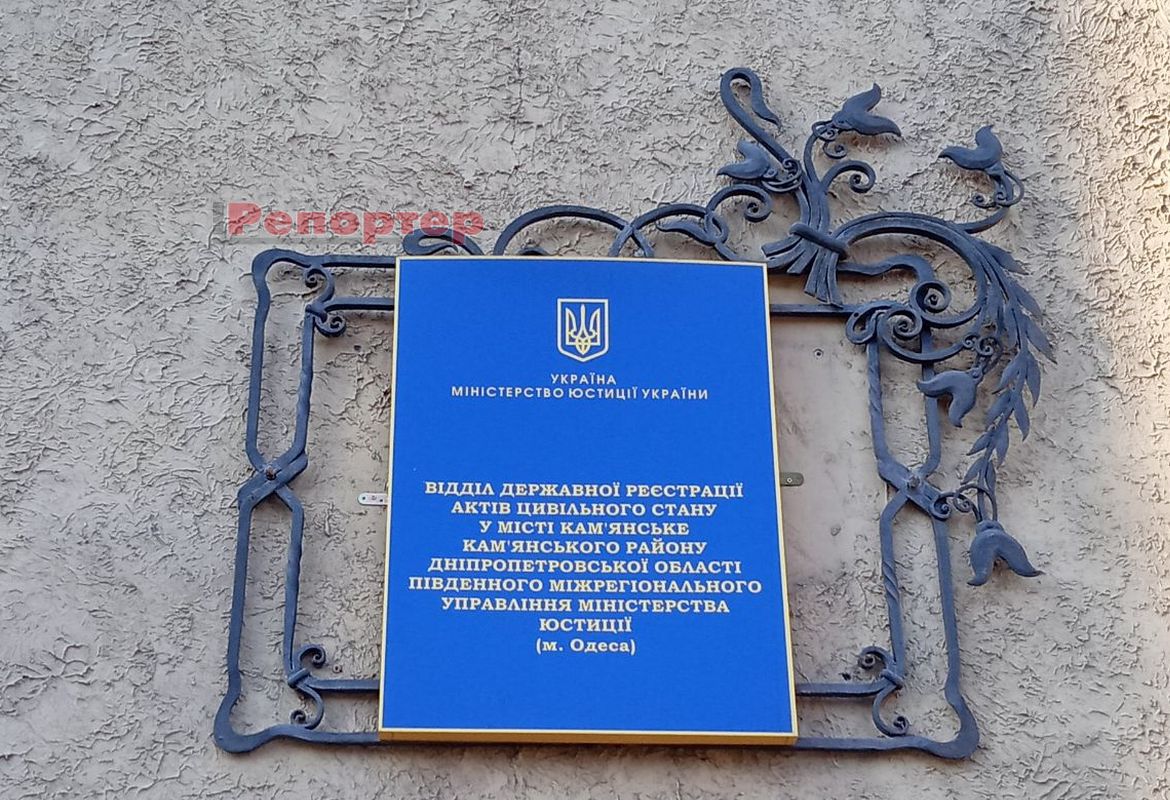 Репортер
УКРАЇНА
МІНІСТЕРСТВО ЮСТИЦІЇ УКРАЇНИ
ВІДДІЛ ДЕРЖАВНОЇ РЕЄСТРАЦІЇ
АКТІВ ЦИВІЛЬНОГО СТАНУ
У МІСТІ КАМ'ЯНСЬКЕ
КАМ'ЯНСЬКОГО РАЙОНУ
ДНІПРОПЕТРОВСЬКОЇ ОБЛАСТІ
ПІВДЕННОГО МІЖРЕГІОНАЛЬНОГО
УПРАВЛІННЯ МІНІСТЕРСТВА
ЮСТИЦІЇ
(м. Одеса)